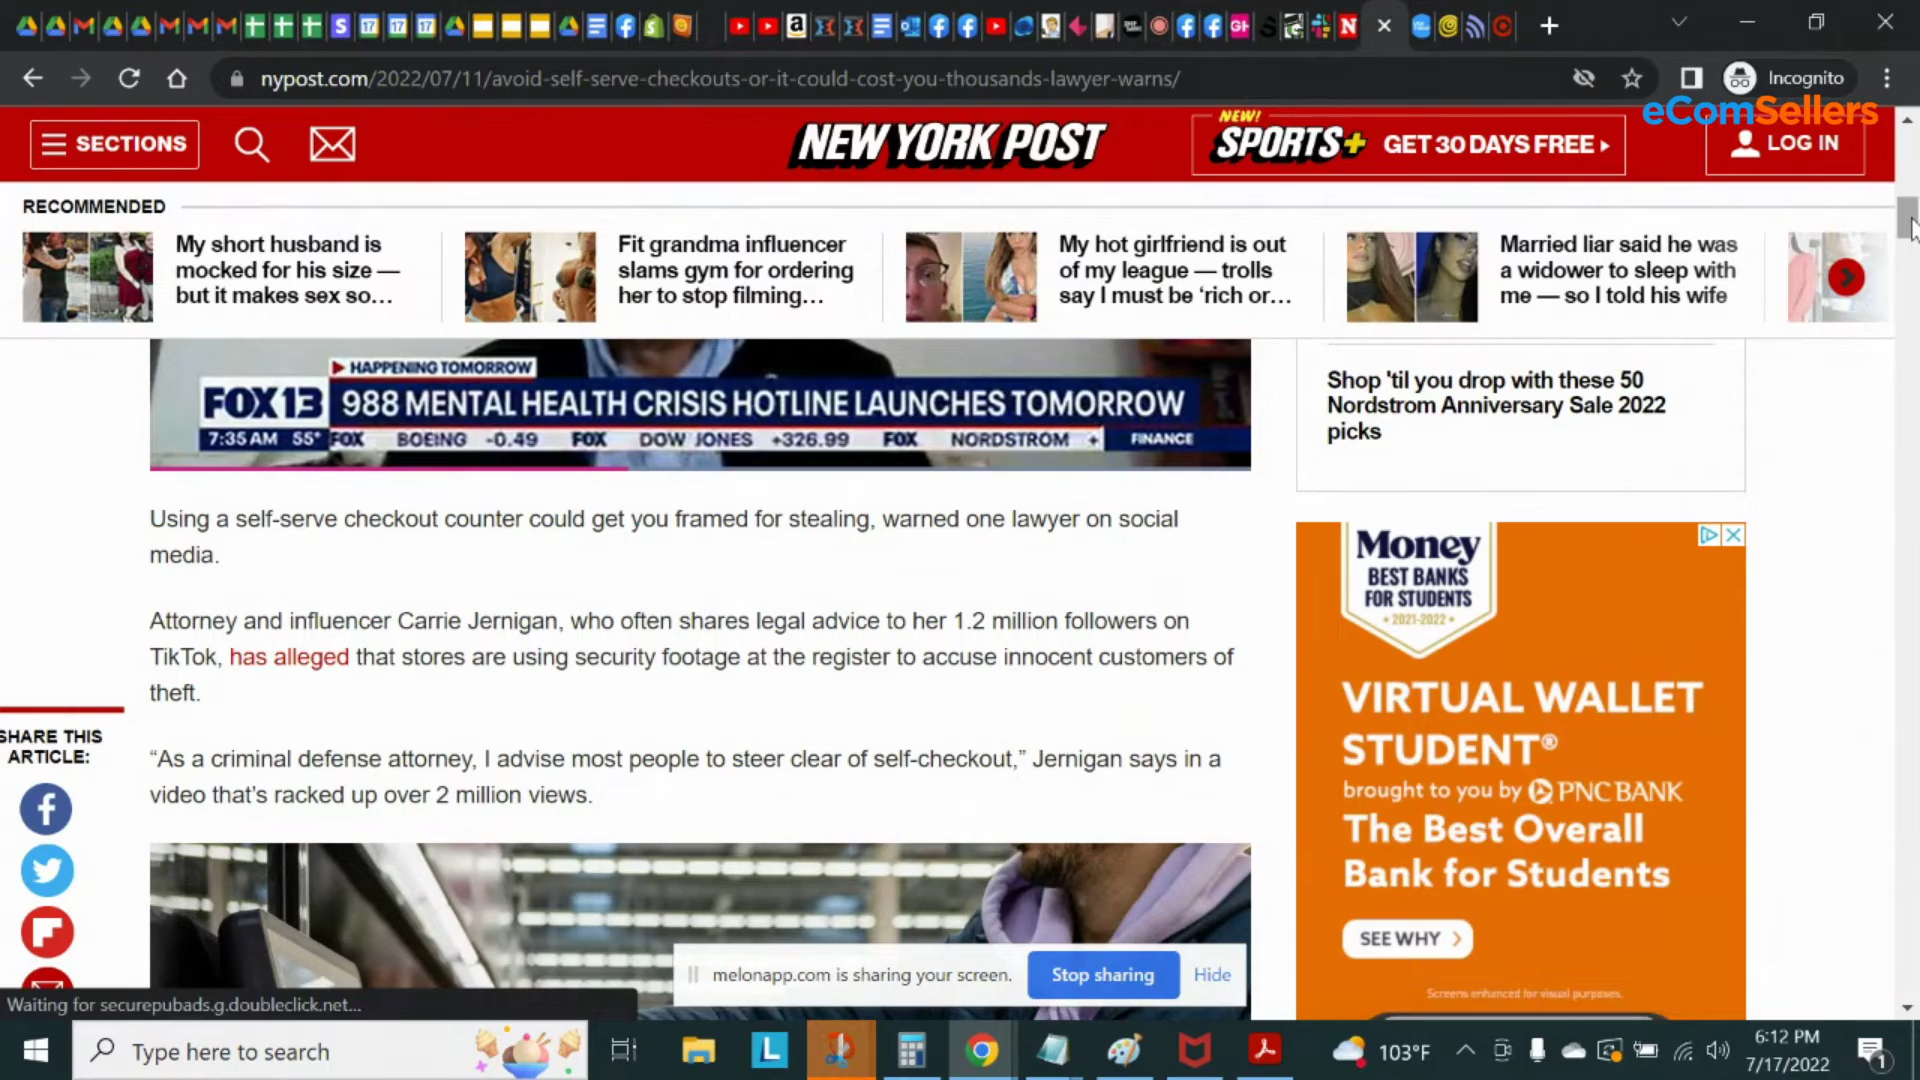 nypost.com/2022/07/11/avoid-self-serve-checkouts-or-it-could-cost-you-thousands-lawyer-warns/
Incognito
eComSellers
SECTIONS
NEW YORK POST
NEW!
SPORTS+ GET 30 DAYS FREE
LOG IN
RECOMMENDED
My short husband is
mocked for his size —
but it makes sex so...
Fit grandma influencer
slams gym for ordering
her to stop filming...
My hot girlfriend is out
of my league — trolls
say I must be ‘rich or...
Married liar said he was
a widower to sleep with
me — so I told his wife
HAPPENING TOMORROW
FOX 13 988 MENTAL HEALTH CRISIS HOTLINE LAUNCHES TOMORROW
7:35 AM 55° FOX BOEING -0.49 FOX DOW JONES +326.99 FOX NORDSTROM + FINANCE
Shop 'til you drop with these 50
Nordstrom Anniversary Sale 2022
picks
Using a self-serve checkout counter could get you framed for stealing, warned one lawyer on social
media.
Attorney and influencer Carrie Jernigan, who often shares legal advice to her 1.2 million followers on
TikTok, has alleged that stores are using security footage at the register to accuse innocent customers of
theft.
“As a criminal defense attorney, I advise most people to steer clear of self-checkout,” Jernigan says in a
video that’s racked up over 2 million views.
SHARE THIS
ARTICLE:
Money
BEST BANKS
FOR STUDENTS
• 2021-2022 •
VIRTUAL WALLET
STUDENT®
brought to you by PNC BANK
The Best Overall
Bank for Students
SEE WHY
Screens enhanced for visual purposes.
melonapp.com is sharing your screen.
Stop sharing
Hide
Waiting for securepubads.g.doubleclick.net...
Type here to search
103°F
6:12 PM
7/17/2022
1